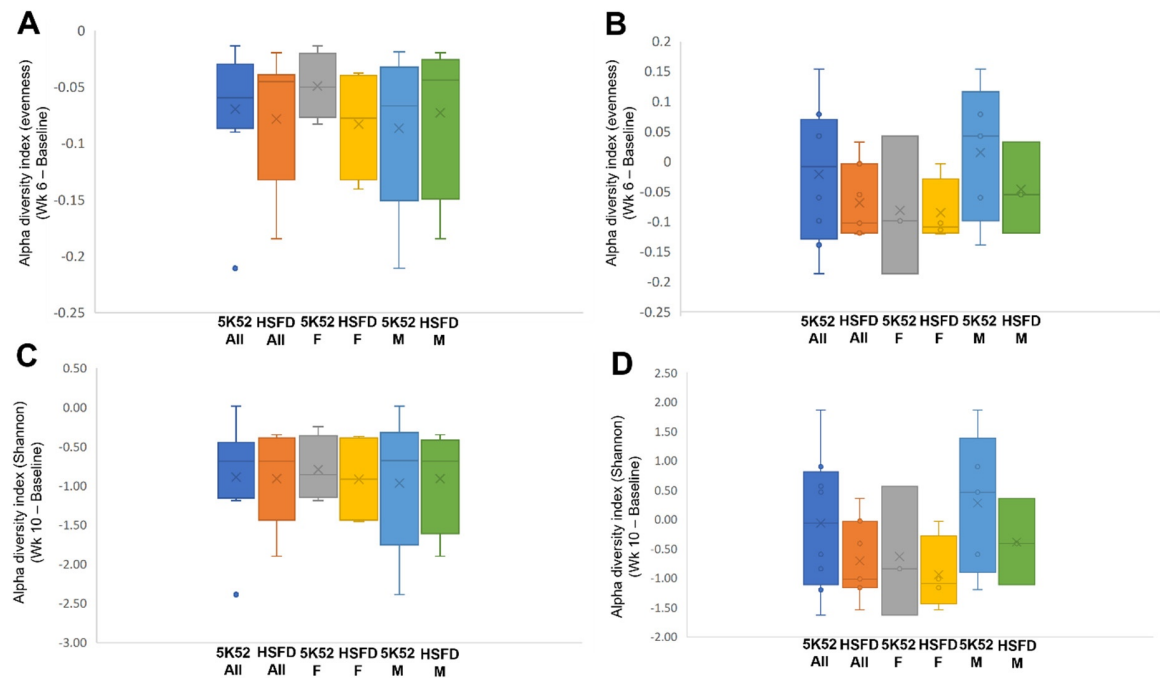 A
Alpha diversity index (evenness)
(Wk 6 – Baseline)
0
-0.05
-0.1
-0.15
-0.2
-0.25
5K52 HSFD 5K52 HSFD 5K52 HSFD
All All F F M M
B
Alpha diversity index (evenness)
(Wk 6 – Baseline)
0.2
0.15
0.1
0.05
0
-0.05
-0.1
-0.15
-0.2
-0.25
5K52 HSFD 5K52 HSFD 5K52 HSFD
All All F F M M
C
Alpha diversity index (Shannon)
(Wk 10 – Baseline)
0.50
0.00
-0.50
-1.00
-1.50
-2.00
-2.50
-3.00
5K52 HSFD 5K52 HSFD 5K52 HSFD
All All F F M M
D
Alpha diversity index (Shannon)
(Wk 10 – Baseline)
2.50
2.00
1.50
1.00
0.50
0.00
-0.50
-1.00
-1.50
-2.00
5K52 HSFD 5K52 HSFD 5K52 HSFD
All All F F M M